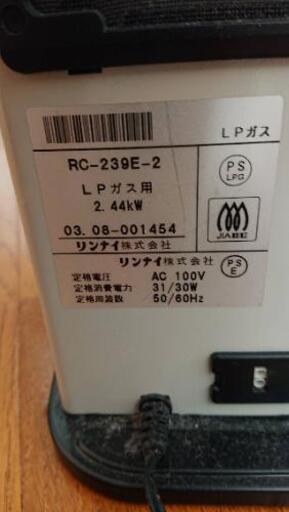 LPガス
RC-239E-2
LPガス用
2.44kW
03.08-001454
リンナイ株式会社
PS
LPG
JIA
リンナイ株式会社
定格電圧 AC 100V
定格消費電力 31/30W
定格周波数 50/60Hz
PS
E